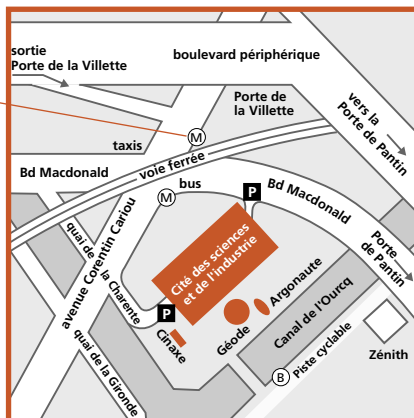 sortie
Porte de la Villette
boulevard périphérique
Porte de
la Villette
vers la
Porte de Pantin
M
taxis
voie ferrée
Bd Macdonald
bus
M
P
Bd Macdonald
quai de
la Charente
avenue Corentin Cariou
Cité des sciences
et de l'industrie
Porte
de Pantin
P
Cinaxe
Géode
Argonaute
Canal de l'Ourcq
Zénith
Piste cyclable
B
quai de la Gironde